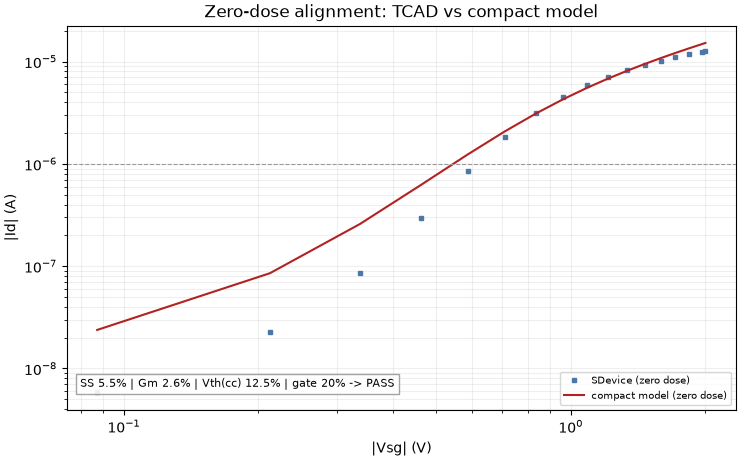 Zero-dose alignment: TCAD vs compact model
|Id| (A)
10⁻⁵
10⁻⁶
10⁻⁷
10⁻⁸
SS 5.5% | Gm 2.6% | Vth(cc) 12.5% | gate 20% -> PASS
SDevice (zero dose)
compact model (zero dose)
10⁻¹
10⁰
|Vsg| (V)